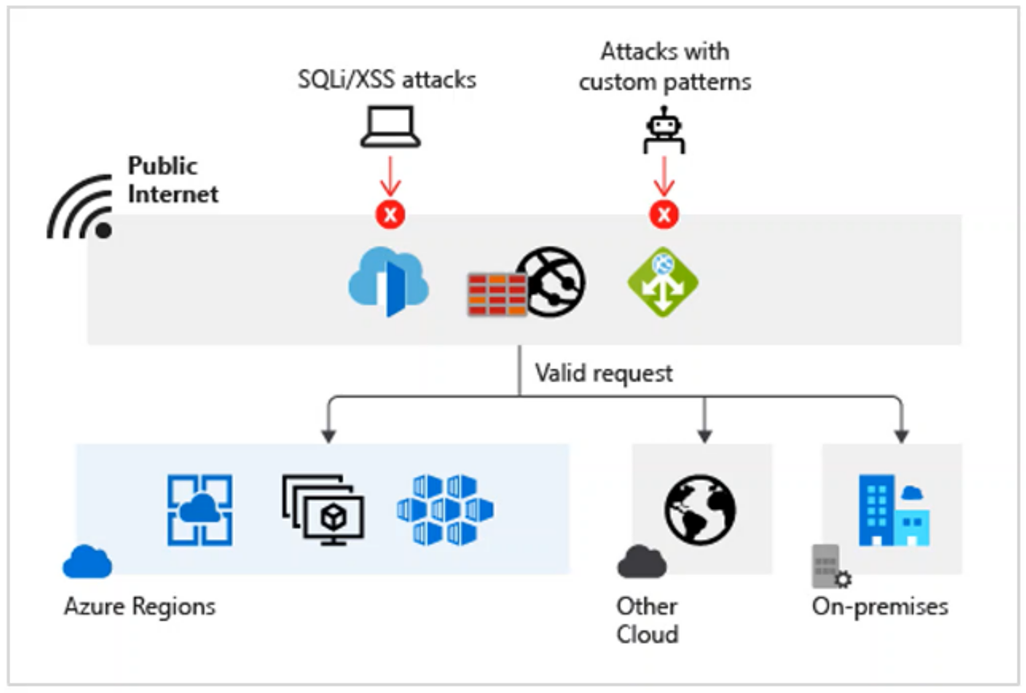 SQLi/XSS attacks
Attacks with
custom patterns
Public
Internet
X
X
Valid request
Azure Regions
Other
Cloud
On-premises